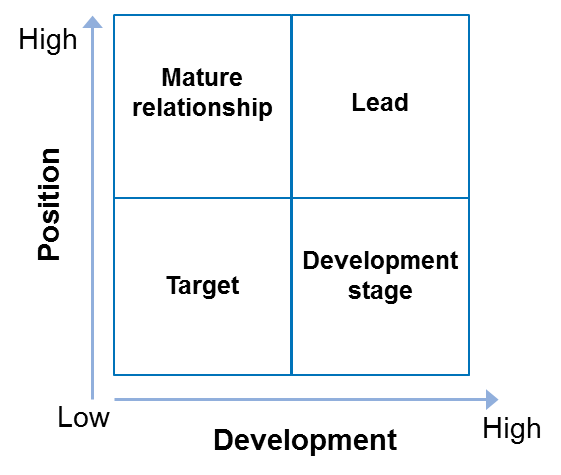 High
Mature
relationship
Lead
Position
Target
Development
stage
Low
Development
High